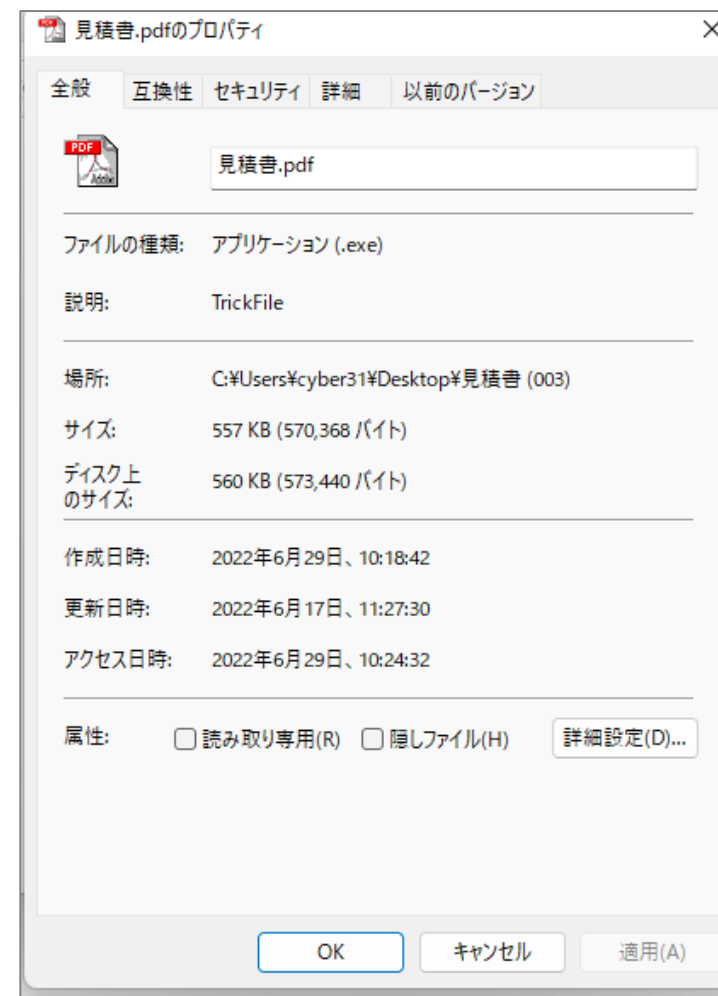 見積書.pdfのプロパティ
全般 互換性 セキュリティ 詳細 以前のバージョン
PDF
Adobe
見積書.pdf
ファイルの種類: アプリケーション (.exe)
説明: TrickFile
場所: C:¥Users¥cyber31¥Desktop¥見積書 (003)
サイズ: 557 KB (570,368 バイト)
ディスク上
のサイズ: 560 KB (573,440 バイト)
作成日時: 2022年6月29日、10:18:42
更新日時: 2022年6月17日、11:27:30
アクセス日時: 2022年6月29日、10:24:32
属性: 読み取り専用(R) 隠しファイル(H) 詳細設定(D)...
OK キャンセル 適用(A)